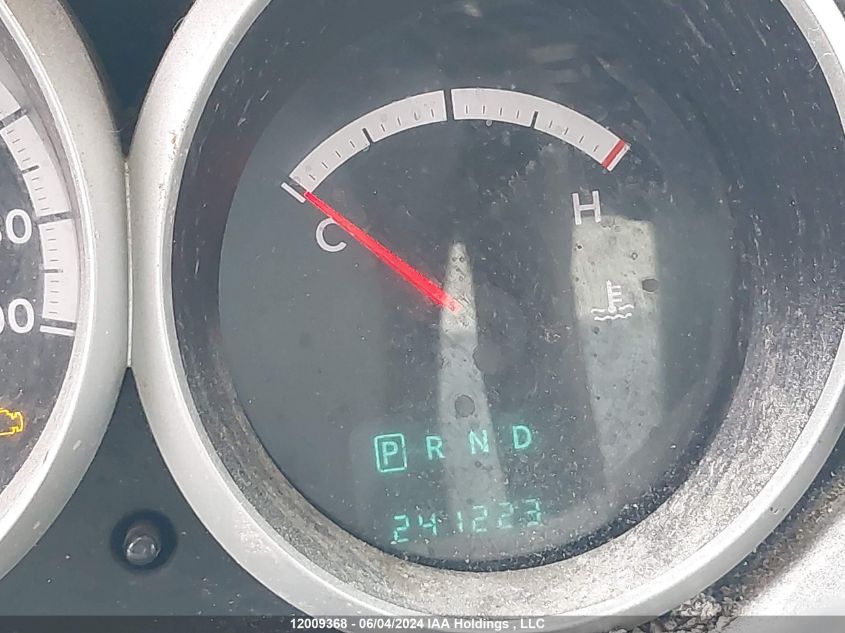 H
C
P R N D
241223
12009368 - 06/04/2024 IAA Holdings , LLC